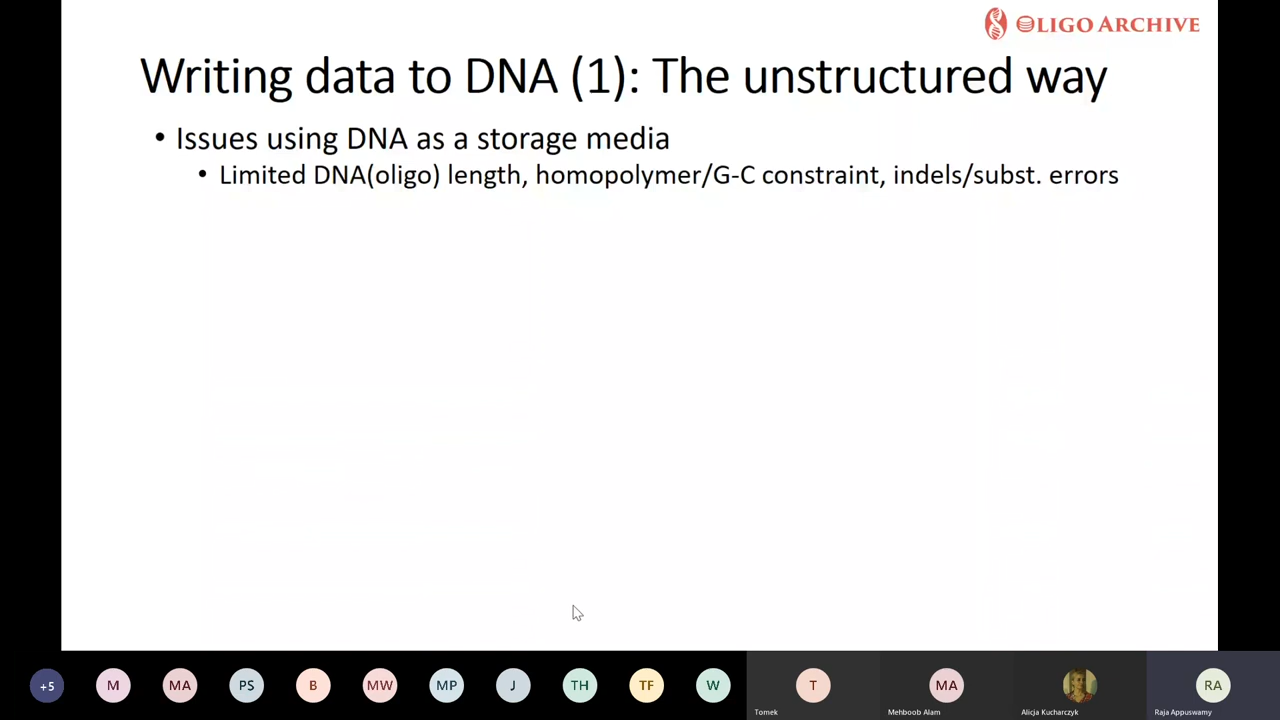 OLIGO ARCHIVE
Writing data to DNA (1): The unstructured way
• Issues using DNA as a storage media
• Limited DNA(oligo) length, homopolymer/G-C constraint, indels/subst. errors
+5 M MA PS B MW MP J TH TF W T MA RA
Tomek Mehboob Alam Alicja Kucharczyk Raja Appuswamy